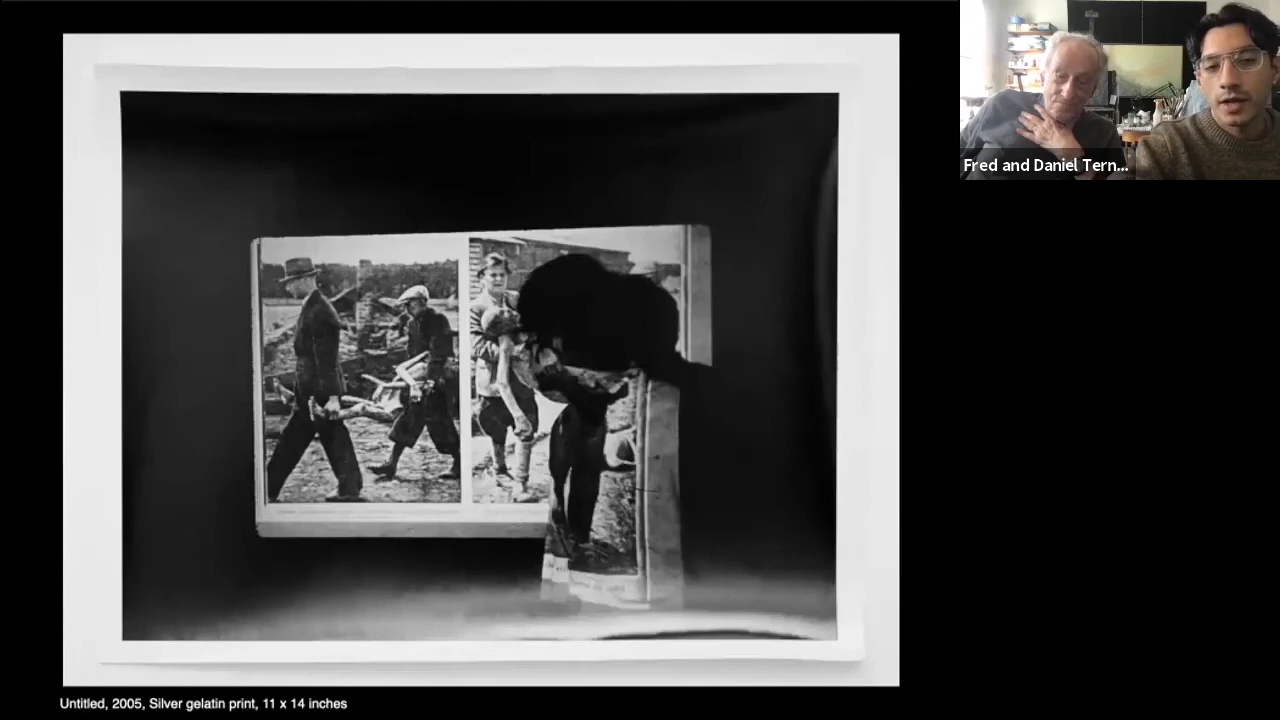 Fred and Daniel Tern...
Untitled, 2005, Silver gelatin print, 11 x 14 inches